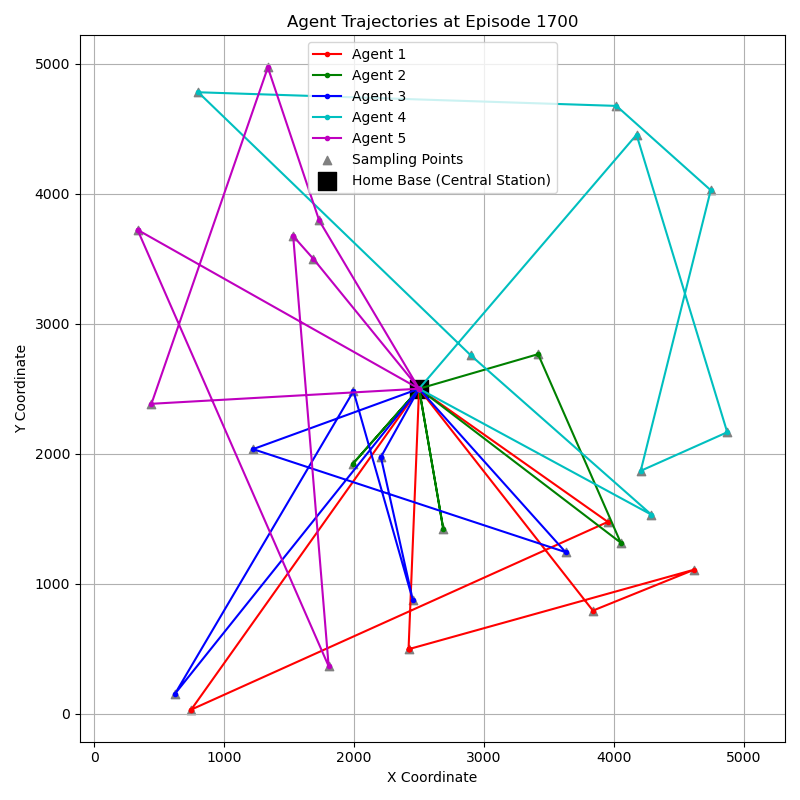 Agent Trajectories at Episode 1700
Agent 1
Agent 2
Agent 3
Agent 4
Agent 5
Sampling Points
Home Base (Central Station)
Y Coordinate
5000
4000
3000
2000
1000
0
0 1000 2000 3000 4000 5000
X Coordinate